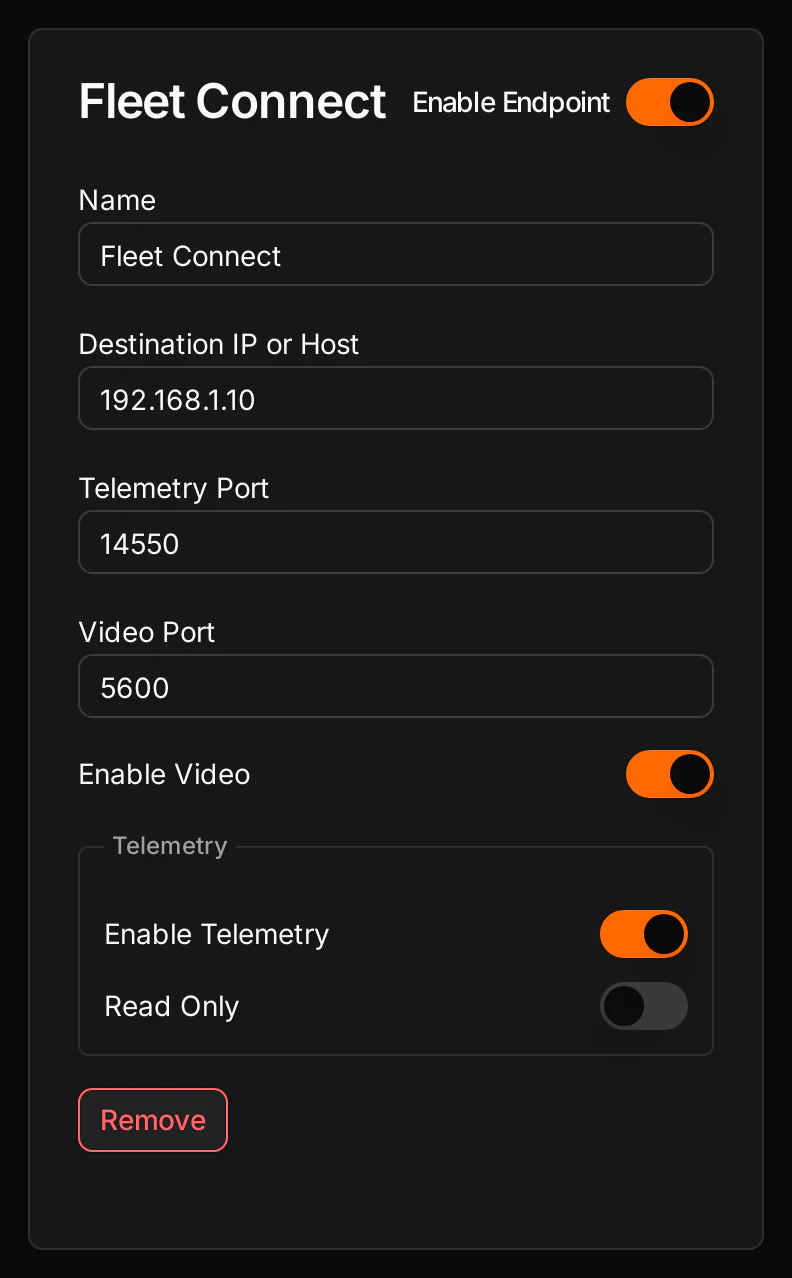 Fleet Connect Enable Endpoint
Name
Fleet Connect
Destination IP or Host
192.168.1.10
Telemetry Port
14550
Video Port
5600
Enable Video
Telemetry
Enable Telemetry
Read Only
Remove